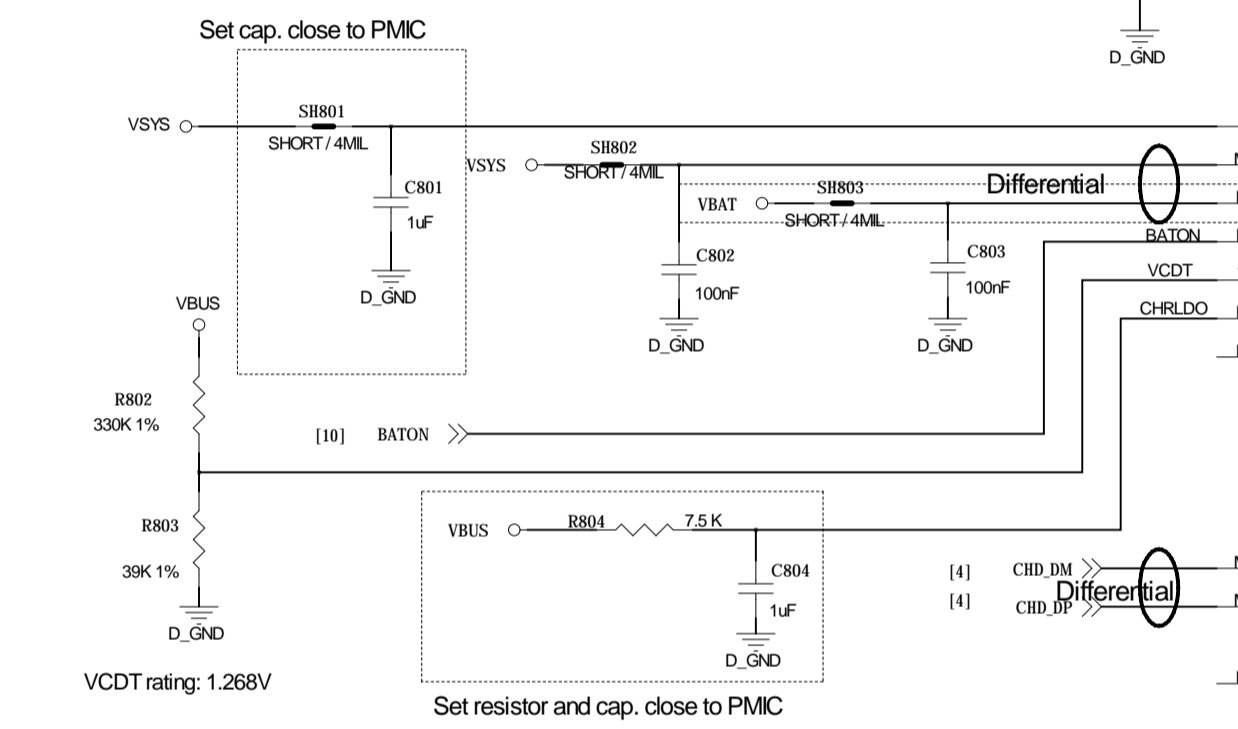 Set cap. close to PMIC
D_GND
VSYS
SH801
SHORT / 4MIL
C801
1uF
D_GND
VSYS
SH802
SHORT / 4MIL
Differential
VBAT
SH803
SHORT / 4MIL
C802
100nF
D_GND
C803
100nF
D_GND
BATON
VCDT
CHRLDO
VBUS
R802
330K 1%
[10] BATON
R803
39K 1%
D_GND
VCDT rating: 1.268V
VBUS
R804
7.5 K
C804
1uF
D_GND
Set resistor and cap. close to PMIC
[4] CHD_DM
Differential
[4] CHD_DP